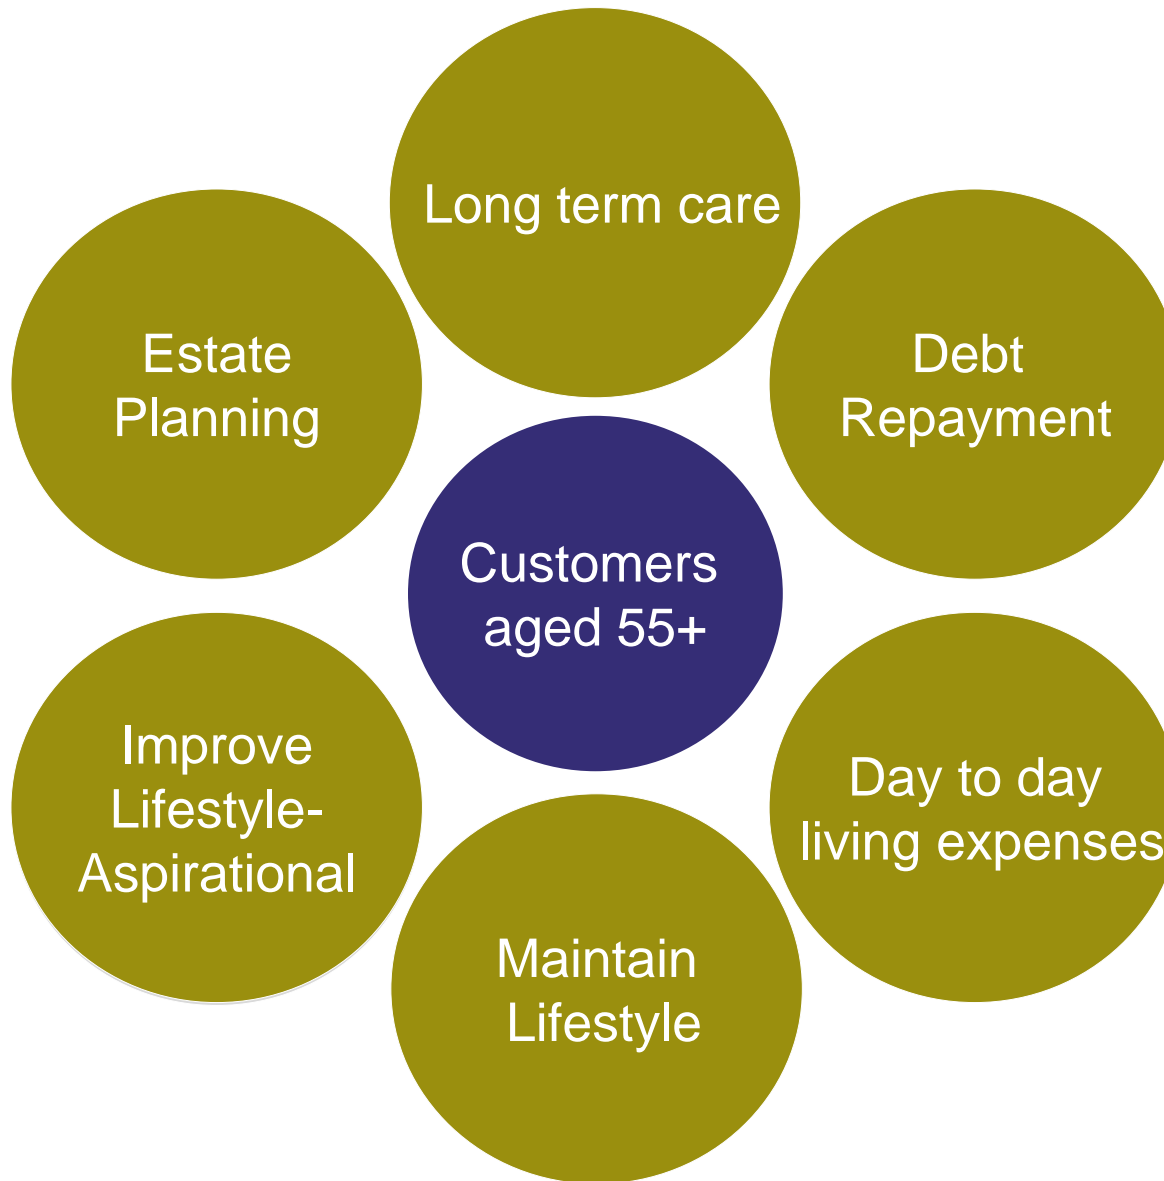 Long term care
Estate
Planning
Debt
Repayment
Customers
aged 55+
Improve
Lifestyle-
Aspirational
Day to day
living expenses
Maintain
Lifestyle